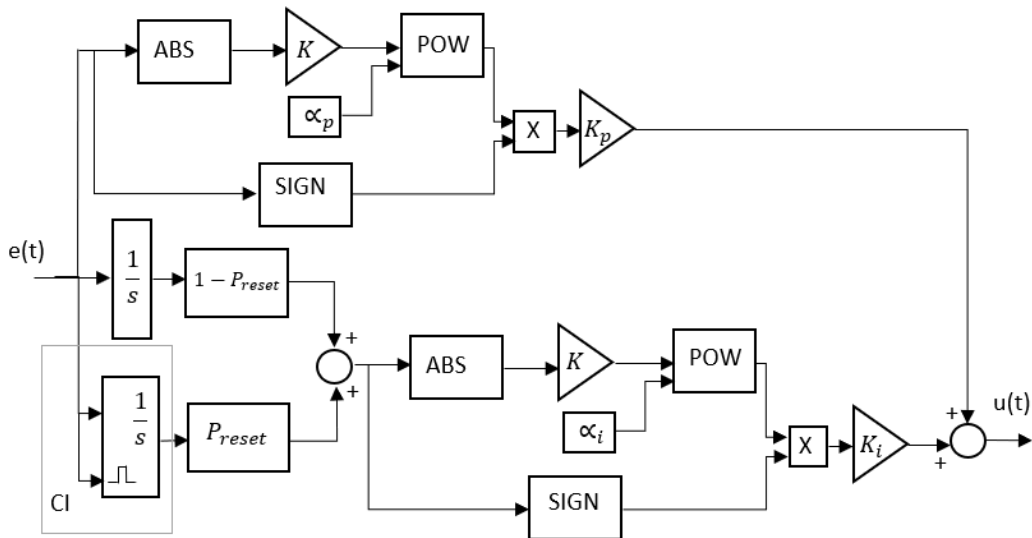 ABS
K
POW
∝p
X
Kp
SIGN
e(t)
1
s
1 − Preset
+
+
ABS
K
POW
∝i
X
Ki
+
+
u(t)
1
s
Preset
CI
SIGN